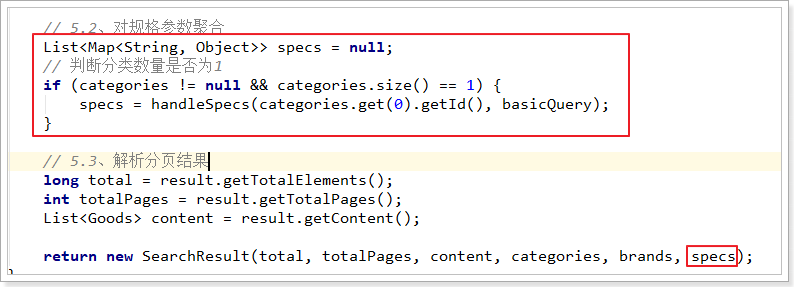 // 5.2、对规格参数聚合
List<Map<String, Object>> specs = null;
// 判断分类数量是否为1
if (categories != null && categories.size() == 1) {
    specs = handleSpecs(categories.get(0).getId(), basicQuery);
}
// 5.3、解析分页结果
long total = result.getTotalElements();
int totalPages = result.getTotalPages();
List<Goods> content = result.getContent();
return new SearchResult(total, totalPages, content, categories, brands, specs);